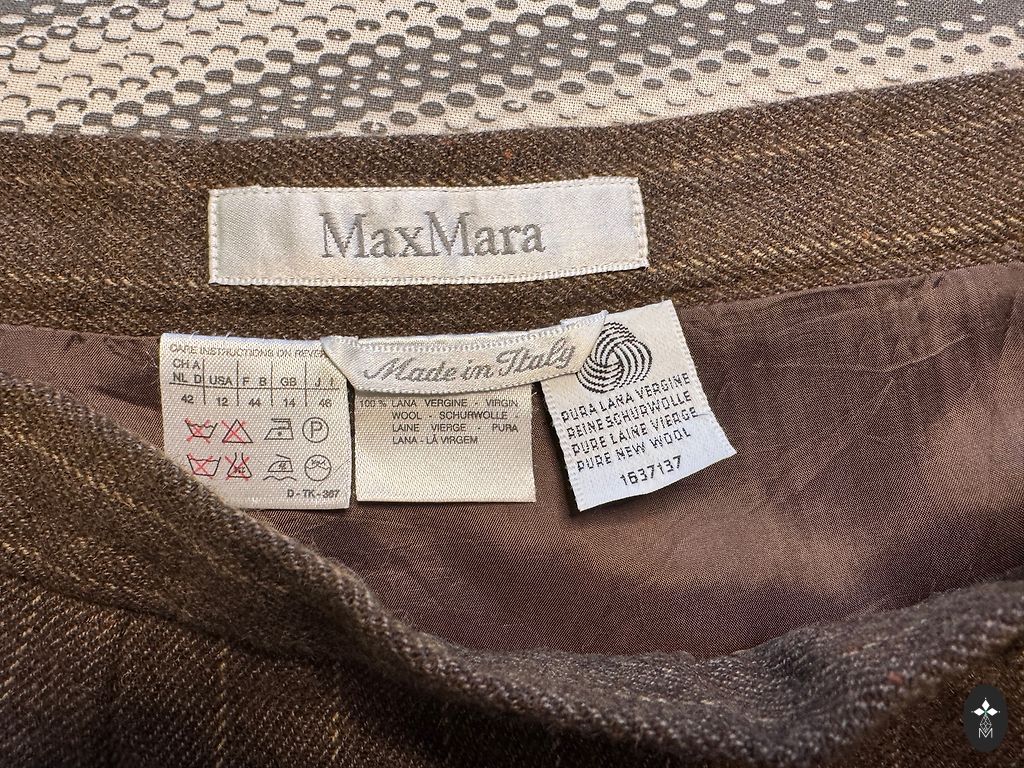 MaxMara
CARE INSTRUCTIONS ON REVER
CH A
NL D USA F B GB J I
42 12 44 14 46
P
D - TK - 367
Made in Italy
100 % LANA VERGINE - VIRGIN
WOOL - SCHURWOLLE -
LAINE VIERGE - PURA
LANA - LÃ VIRGEM
PURA LANA VERGINE
REINE SCHURWOLLE
PURE LAINE VIERGE
PURE NEW WOOL
1637137
M